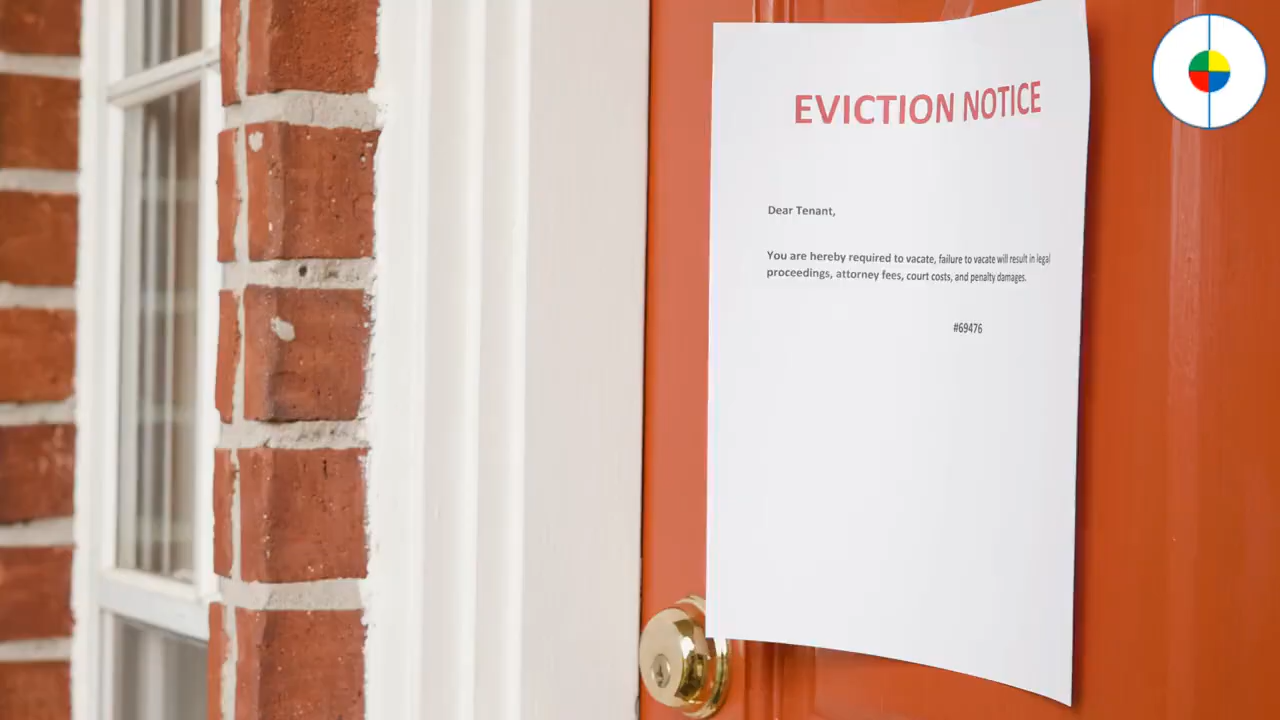 EVICTION NOTICE
Dear Tenant,
You are hereby required to vacate, failure to vacate will result in legal
proceedings, attorney fees, court costs, and penalty damages.
#69476